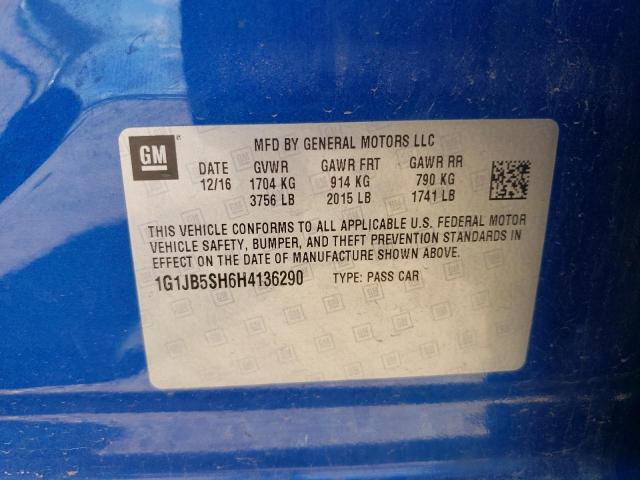 GM
MFD BY GENERAL MOTORS LLC
DATE GVWR GAWR FRT GAWR RR
12/16 1704 KG 914 KG 790 KG
3756 LB 2015 LB 1741 LB
THIS VEHICLE CONFORMS TO ALL APPLICABLE U.S. FEDERAL MOTOR
VEHICLE SAFETY, BUMPER, AND THEFT PREVENTION STANDARDS IN
EFFECT ON THE DATE OF MANUFACTURE SHOWN ABOVE.
1G1JB5SH6H4136290 TYPE: PASS CAR